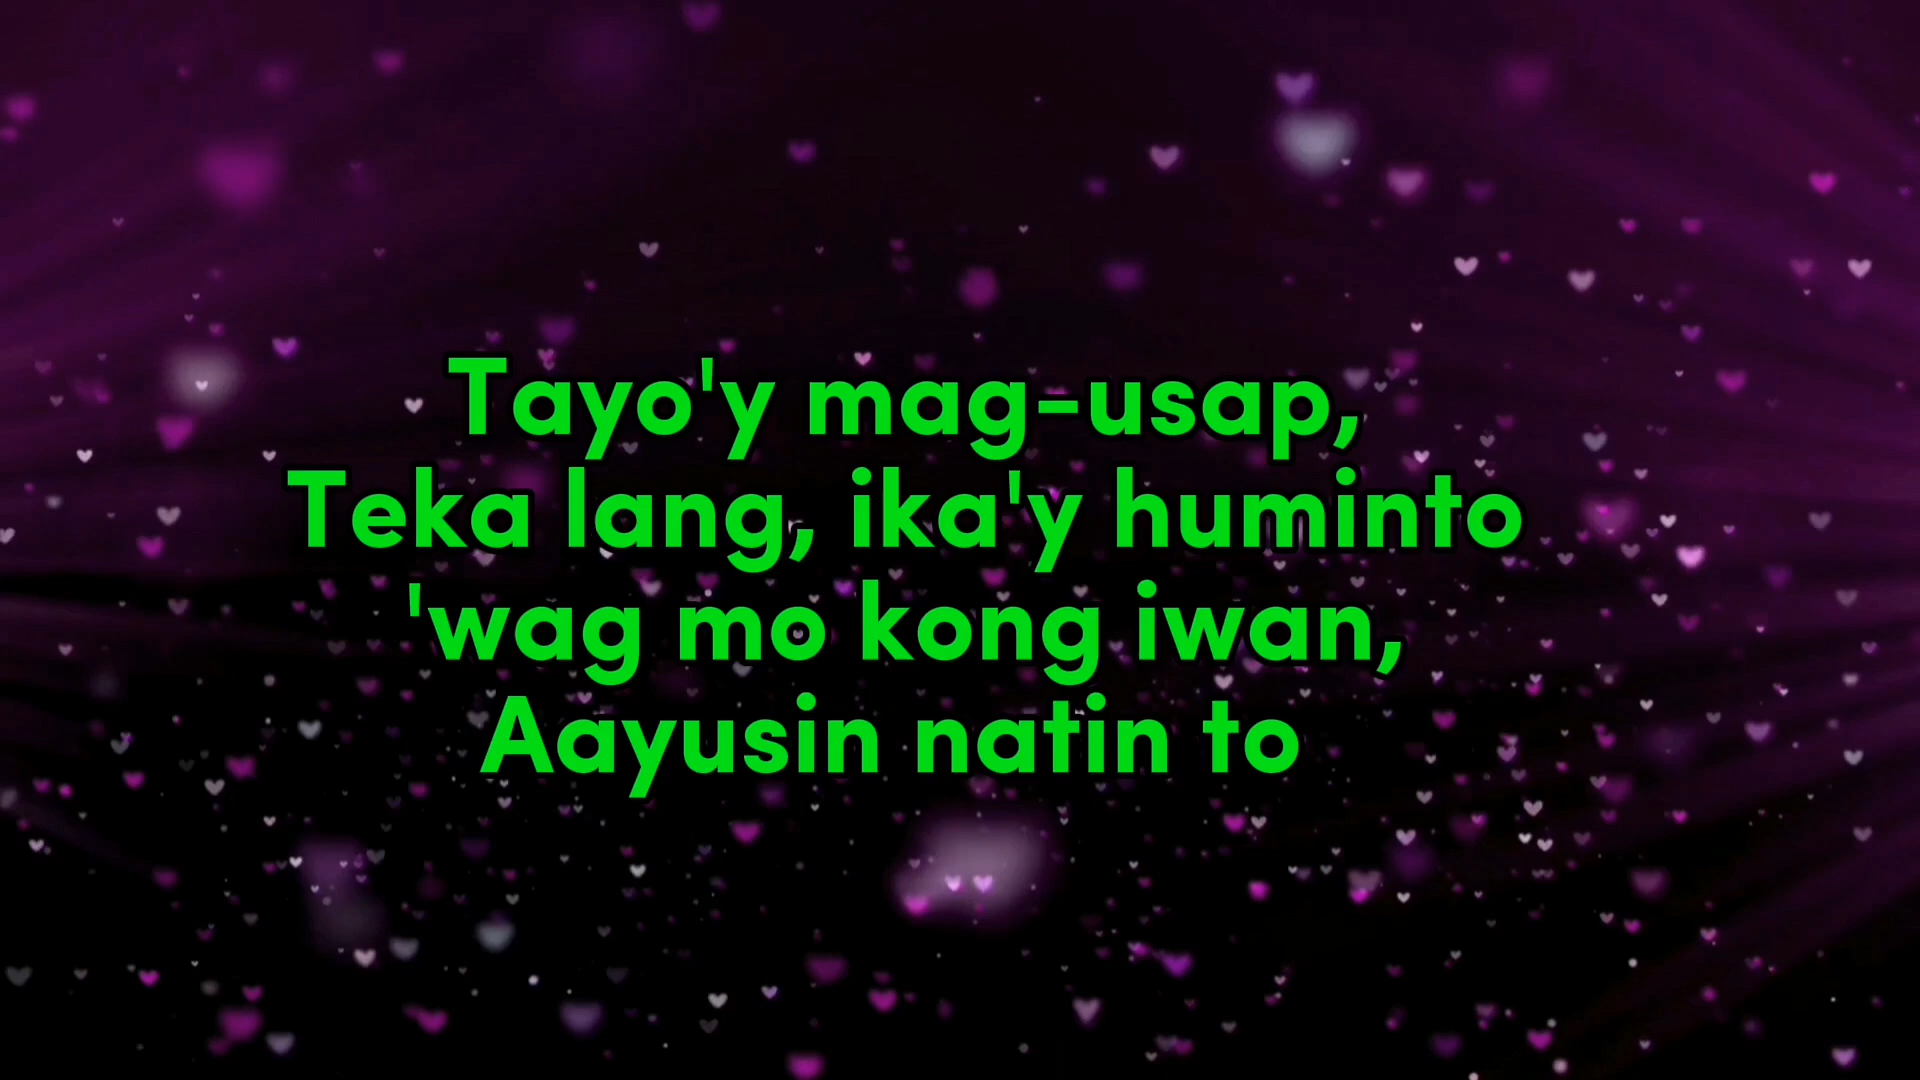 Tayo'y mag-usap,
Teka lang, ika'y huminto
'wag mo kong iwan,
Aayusin natin to